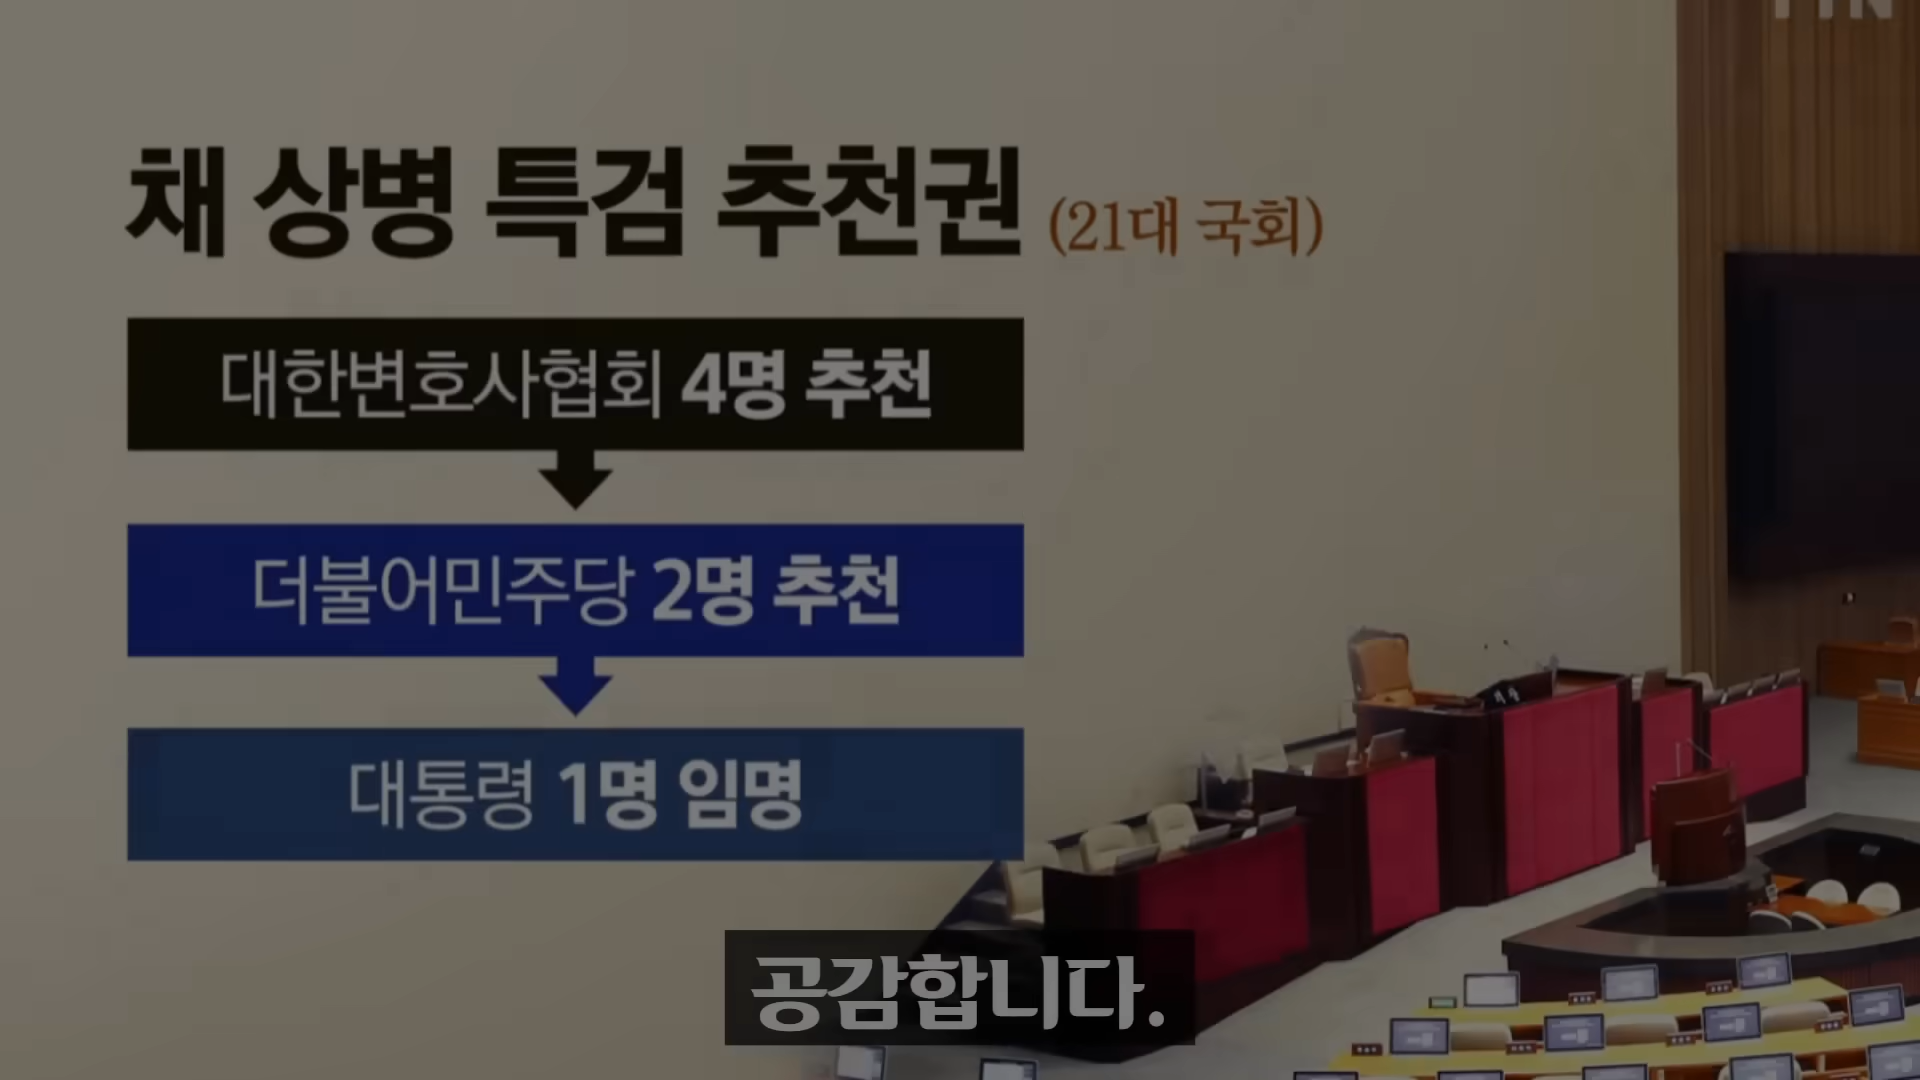 채 상병 특검 추천권 (21대 국회)
대한변호사협회 4명 추천
더불어민주당 2명 추천
대통령 1명 임명
공감합니다.